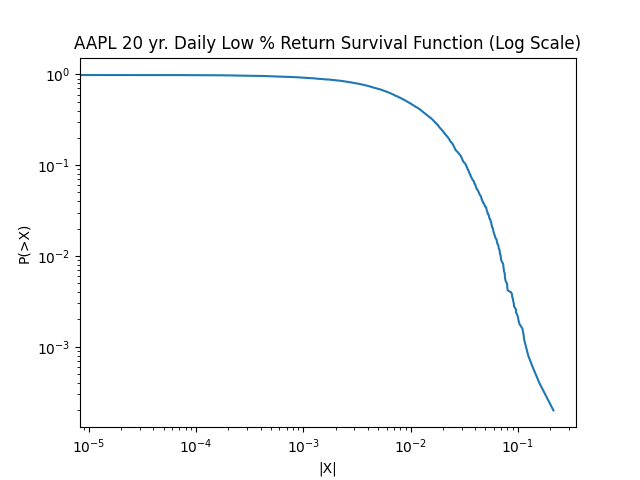 AAPL 20 yr. Daily Low % Return Survival Function (Log Scale)
10⁰
10⁻¹
10⁻²
10⁻³
P(>X)
10⁻⁵ 10⁻⁴ 10⁻³ 10⁻² 10⁻¹
|X|